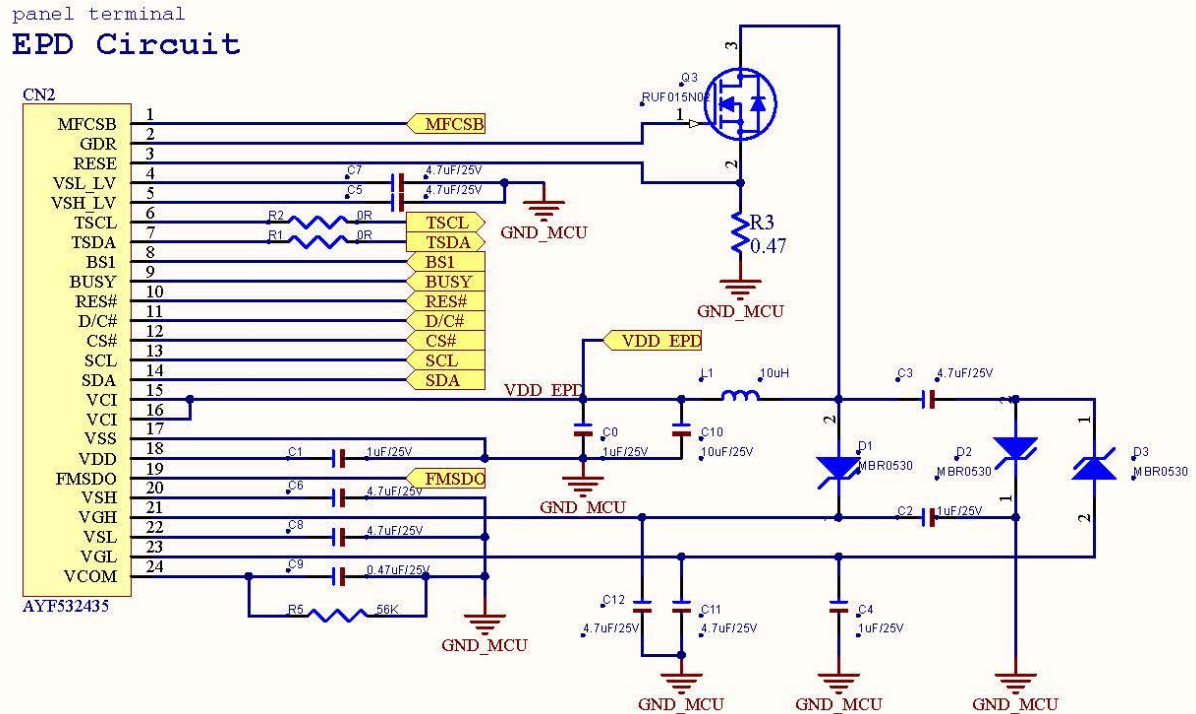 panel terminal
EPD Circuit
CN2
MFCSB 1 MFCSB
GDR 2
RESE 3
VSL_LV 4 C7 4.7uF/25V
VSH_LV 5 C5 4.7uF/25V
GND_MCU
TSCL 6 R2 0R TSCL
TSDA 7 R1 0R TSDA
BS1 8 BS1
BUSY 9 BUSY
RES# 10 RES#
D/C# 11 D/C#
CS# 12 CS#
SCL 13 SCL
SDA 14 SDA
VCI 15 VDD_EPD
VCI 16
VSS 17
VDD 18 C1 1uF/25V
FMSDO 19 FMSDO
VSH 20 C6 4.7uF/25V
VGH 21
VSL 22 C8 4.7uF/25V
VGL 23
VCOM 24 C9 0.47uF/25V
R5 56K
AYF532435
GND_MCU
3
Q3
RUF015N02
1
2
R3
0.47
GND_MCU
VDD_EPD
L1 10uH
C3 4.7uF/25V
C0
1uF/25V
C10
10uF/25V
GND_MCU
2
D1
MBR0530
1
2
D2
MBR0530
1
1
D3
MBR0530
2
C2 1uF/25V
C12
4.7uF/25V
C11
4.7uF/25V
C4
1uF/25V
GND_MCU
GND_MCU
GND_MCU